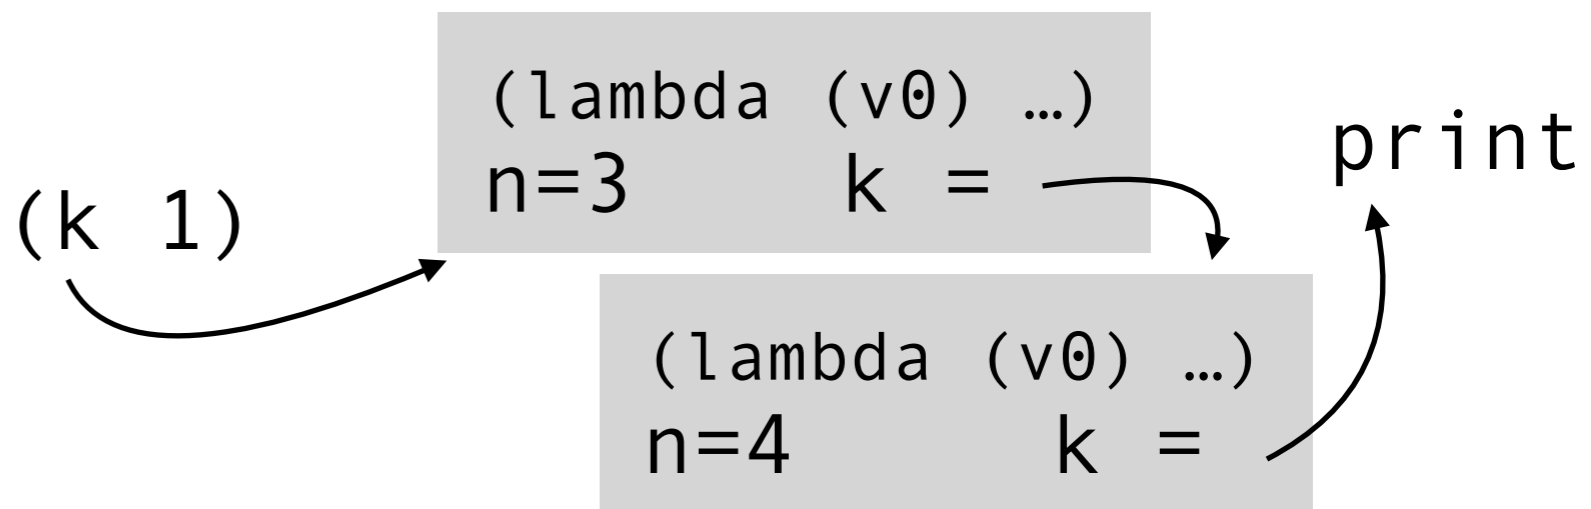 (k 1)
(lambda (v0) …)
n=3 k =
(lambda (v0) …)
n=4 k =
print